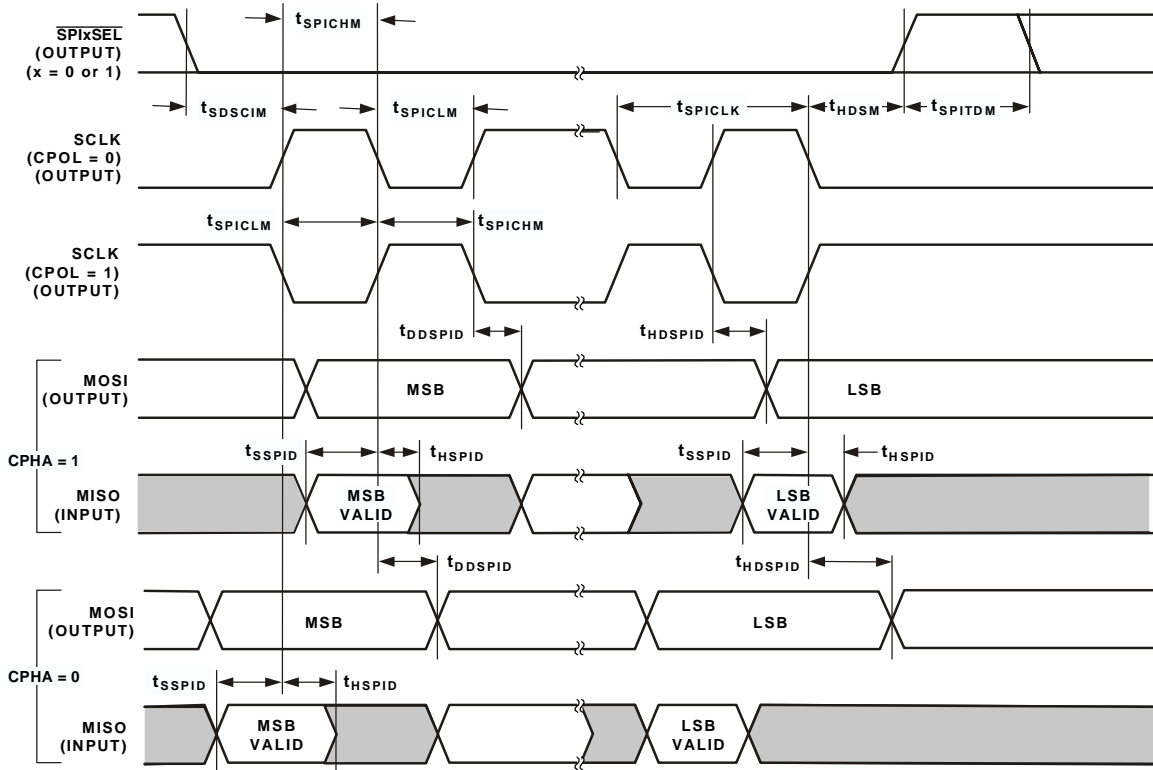 SPIxSEL
(OUTPUT)
(x = 0 or 1)
tSPICHM
tSDSCIM
tSPICLM
tSPICLK
tHDSM
tSPITDM
SCLK
(CPOL = 0)
(OUTPUT)
tSPICLM
tSPICHM
SCLK
(CPOL = 1)
(OUTPUT)
tDDSPID
tHDSPID
MOSI
(OUTPUT)
MSB
LSB
CPHA = 1
tSSPID
tHSPID
tSSPID
tHSPID
MISO
(INPUT)
MSB
VALID
LSB
VALID
tDDSPID
tHDSPID
MOSI
(OUTPUT)
MSB
LSB
CPHA = 0
tSSPID
tHSPID
MISO
(INPUT)
MSB
VALID
LSB
VALID